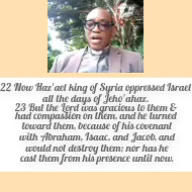 22 Now Haz'ael king of Syria oppressed Israel
all the days of Jeho'ahaz.
23 But the Lord was gracious to them &
had compassion on them, and he turned
toward them, because of his covenant
with Abraham, Isaac, and Jacob, and
would not destroy them; nor has he
cast them from his presence until now.